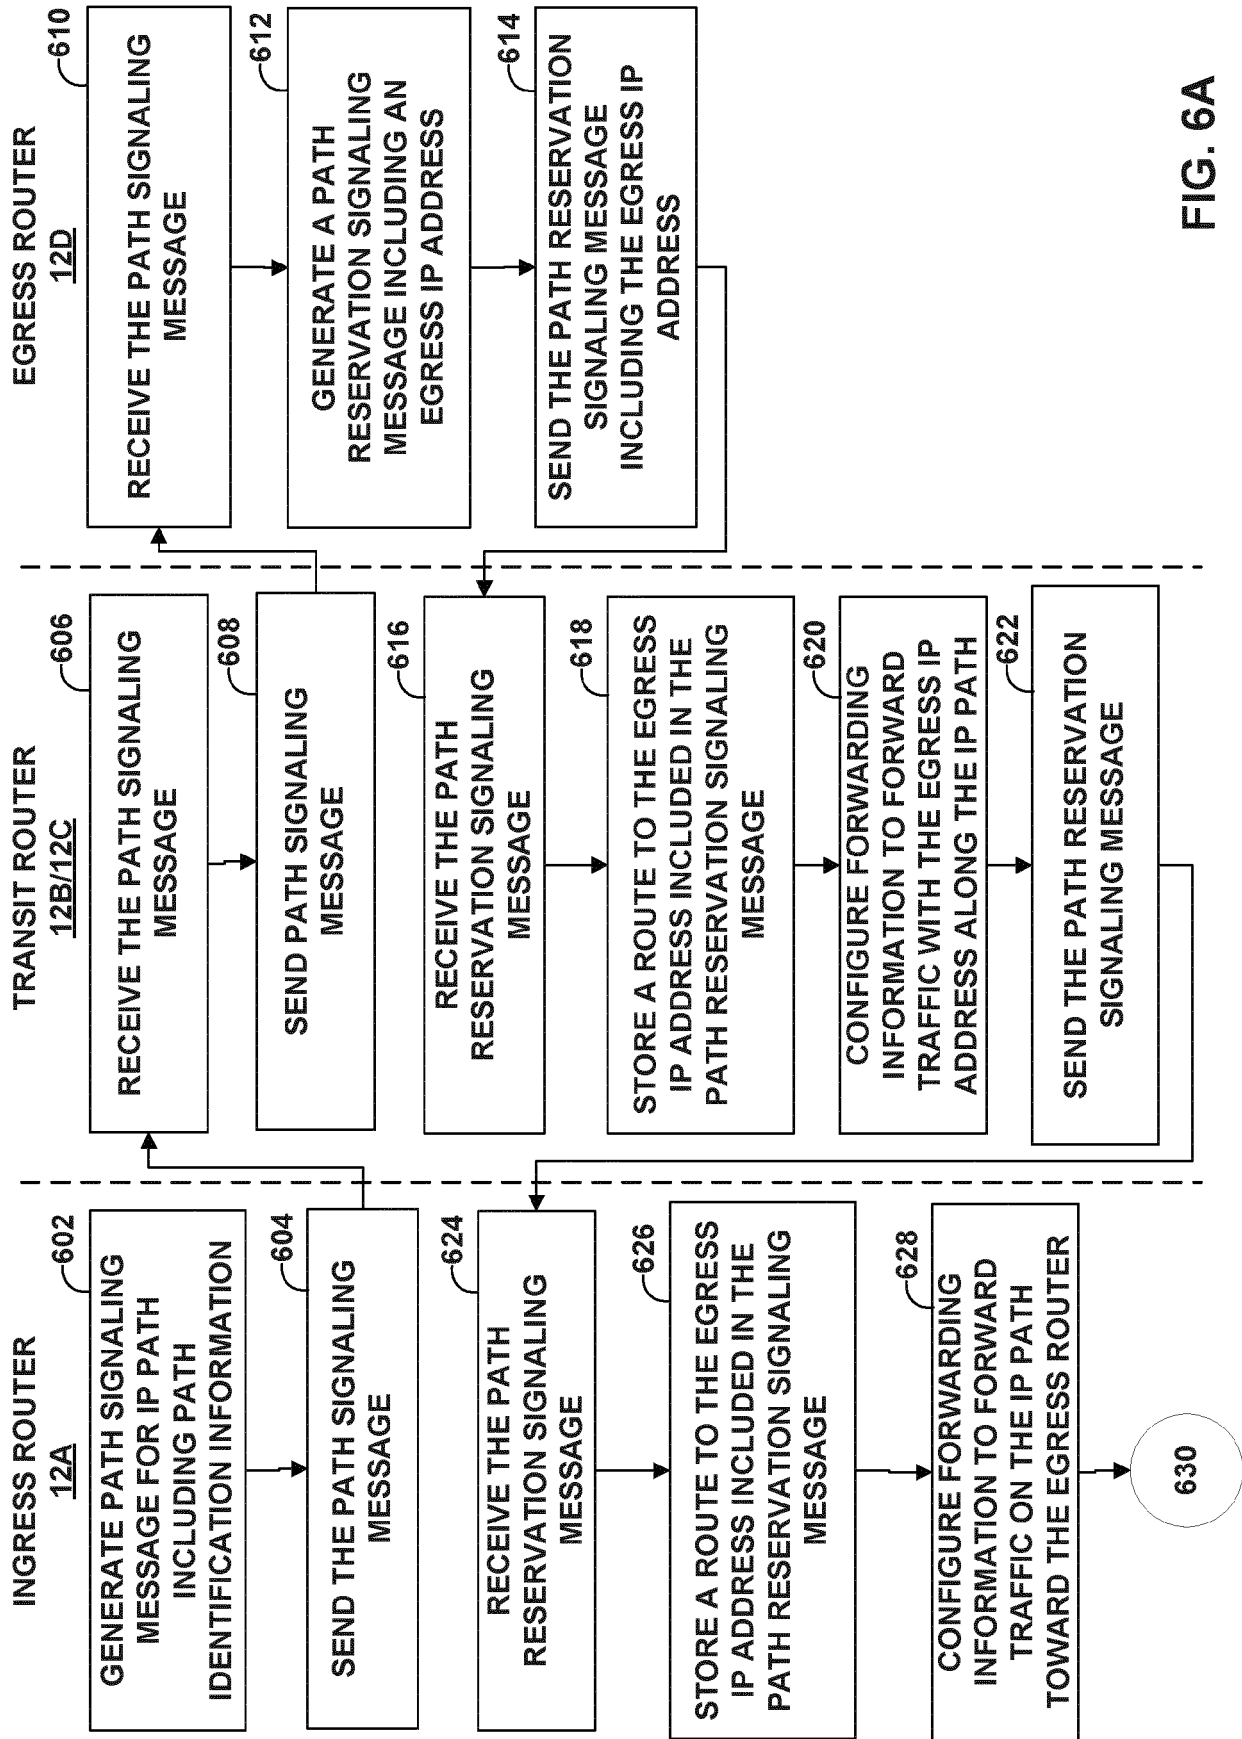 INGRESS ROUTER
12A
602
GENERATE PATH SIGNALING
MESSAGE FOR IP PATH
INCLUDING PATH
IDENTIFICATION INFORMATION
604
SEND THE PATH SIGNALING
MESSAGE
624
RECEIVE THE PATH
RESERVATION SIGNALING
MESSAGE
626
STORE A ROUTE TO THE EGRESS
IP ADDRESS INCLUDED IN THE
PATH RESERVATION SIGNALING
MESSAGE
628
CONFIGURE FORWARDING
INFORMATION TO FORWARD
TRAFFIC ON THE IP PATH
TOWARD THE EGRESS ROUTER
630
TRANSIT ROUTER
12B/12C
606
RECEIVE THE PATH SIGNALING
MESSAGE
608
SEND PATH SIGNALING
MESSAGE
616
RECEIVE THE PATH
RESERVATION SIGNALING
MESSAGE
618
STORE A ROUTE TO THE EGRESS
IP ADDRESS INCLUDED IN THE
PATH RESERVATION SIGNALING
MESSAGE
620
CONFIGURE FORWARDING
INFORMATION TO FORWARD
TRAFFIC WITH THE EGRESS IP
ADDRESS ALONG THE IP PATH
622
SEND THE PATH RESERVATION
SIGNALING MESSAGE
EGRESS ROUTER
12D
610
RECEIVE THE PATH SIGNALING
MESSAGE
612
GENERATE A PATH
RESERVATION SIGNALING
MESSAGE INCLUDING AN
EGRESS IP ADDRESS
614
SEND THE PATH RESERVATION
SIGNALING MESSAGE
INCLUDING THE EGRESS IP
ADDRESS
FIG. 6A